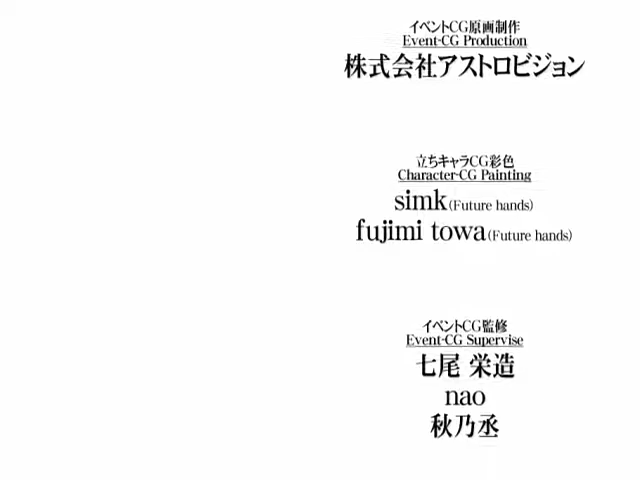 イベントCG原画制作
Event-CG Production
株式会社アストロビジョン
立ちキャラCG彩色
Character-CG Painting
simk(Future hands)
fujimi towa(Future hands)
イベントCG監修
Event-CG Supervise
七尾 栄造
nao
秋乃丞